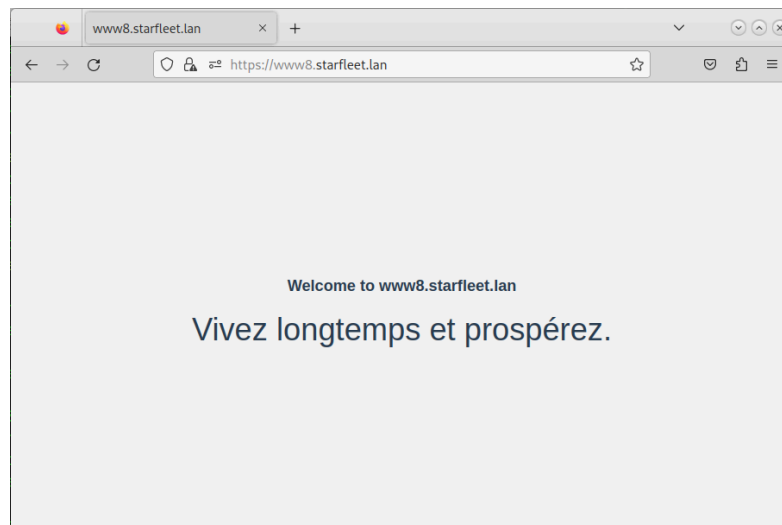 www8.starfleet.lan
https://www8.starfleet.lan
Welcome to www8.starfleet.lan
Vivez longtemps et prospérez.